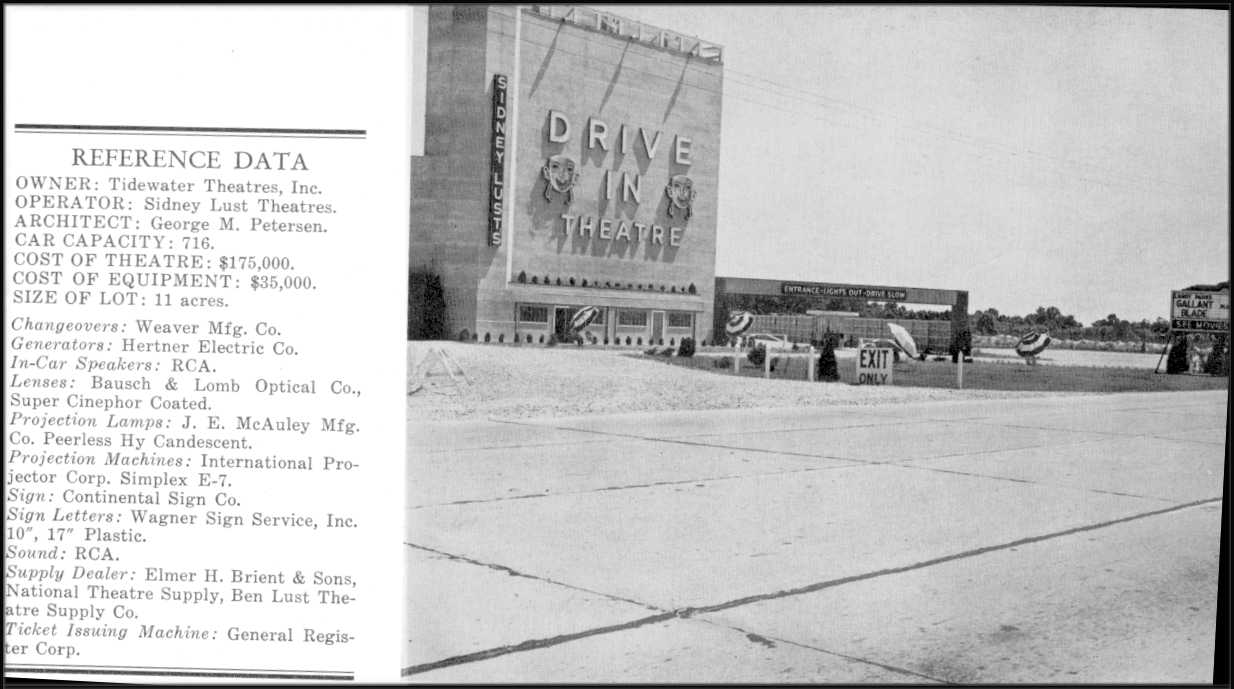 REFERENCE DATA
OWNER: Tidewater Theatres, Inc.
OPERATOR: Sidney Lust Theatres.
ARCHITECT: George M. Petersen.
CAR CAPACITY: 716.
COST OF THEATRE: $175,000.
COST OF EQUIPMENT: $35,000.
SIZE OF LOT: 11 acres.
Changeovers: Weaver Mfg. Co.
Generators: Hertner Electric Co.
In-Car Speakers: RCA.
Lenses: Bausch & Lomb Optical Co.,
Super Cinephor Coated.
Projection Lamps: J. E. McAuley Mfg.
Co. Peerless Hy Candescent.
Projection Machines: International Pro-
jector Corp. Simplex E-7.
Sign: Continental Sign Co.
Sign Letters: Wagner Sign Service, Inc.
10″, 17″ Plastic.
Sound: RCA.
Supply Dealer: Elmer H. Brient & Sons,
National Theatre Supply, Ben Lust The-
atre Supply Co.
Ticket Issuing Machine: General Regis-
ter Corp.
SIDNEY LUSTS
DRIVE
IN
THEATRE
ENTRANCE-LIGHTS OUT-DRIVE SLOW
EXIT
ONLY
LARRY PARKS
GALLANT
BLADE
MOVIES